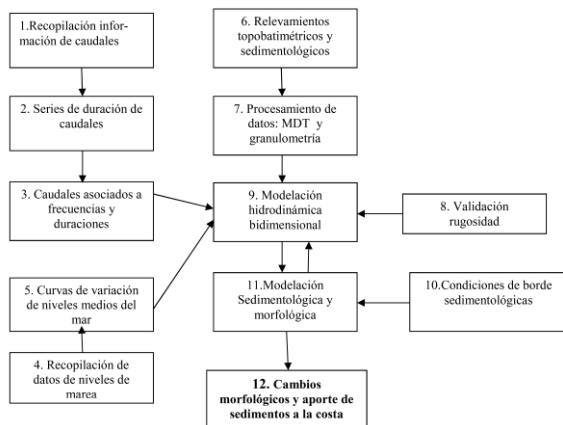 1.Recopilación infor-
mación de caudales
2. Series de duración de
caudales
3. Caudales asociados a
frecuencias y
duraciones
5. Curvas de variación
de niveles medios del
mar
4. Recopilación de
datos de niveles de
marea
6. Relevamientos
topobatimétricos y
sedimentológicos
7. Procesamiento de
datos: MDT y
granulometría
9. Modelación
hidrodinámica
bidimensional
11.Modelación
Sedimentológica y
morfológica
12. Cambios
morfológicos y aporte de
sedimentos a la costa
8. Validación
rugosidad
10.Condiciones de borde
sedimentológicas